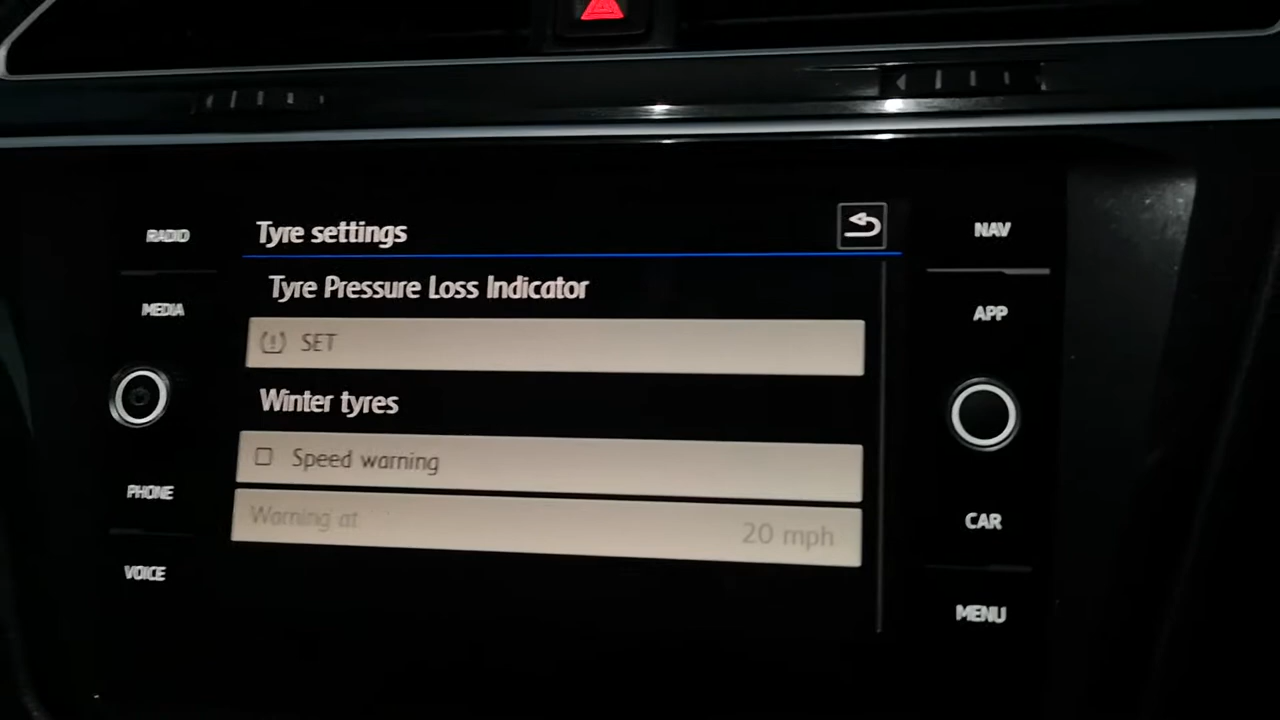 RADIO
MEDIA
PHONE
VOICE
Tyre settings
Tyre Pressure Loss Indicator
SET
Winter tyres
Speed warning
Warning at 20 mph
NAV
APP
CAR
MENU